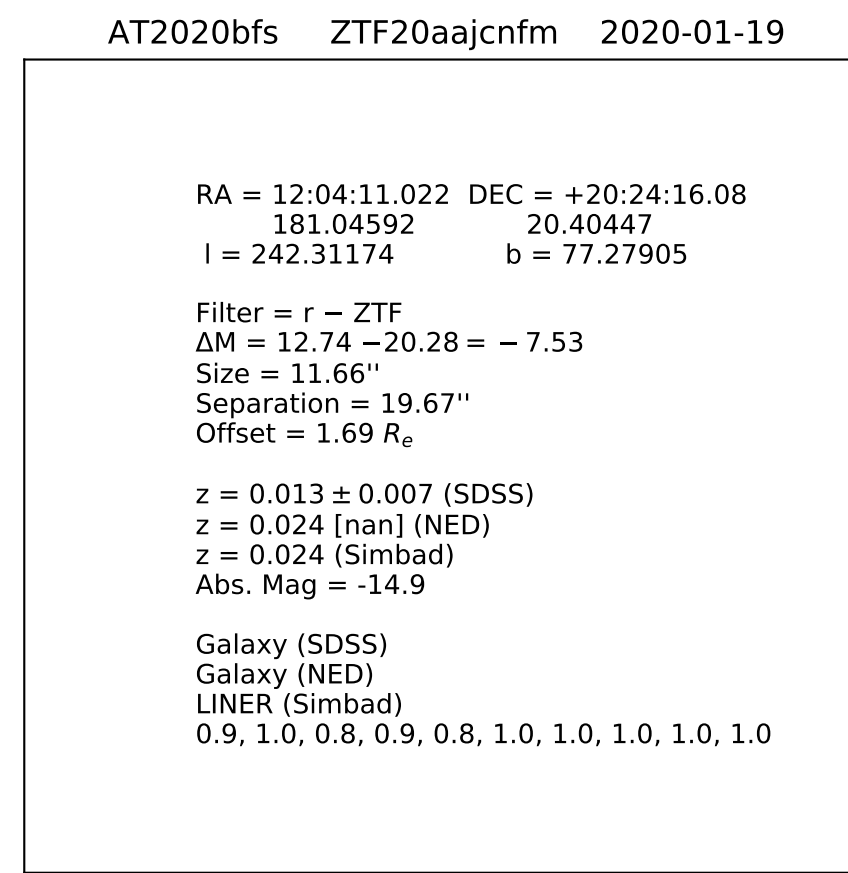 AT2020bfs ZTF20aajcnfm 2020-01-19
RA = 12:04:11.022 DEC = +20:24:16.08
181.04592 20.40447
l = 242.31174 b = 77.27905
Filter = r − ZTF
ΔM = 12.74 −20.28 = − 7.53
Size = 11.66''
Separation = 19.67''
Offset = 1.69 Rₑ
z = 0.013 ± 0.007 (SDSS)
z = 0.024 [nan] (NED)
z = 0.024 (Simbad)
Abs. Mag = -14.9
Galaxy (SDSS)
Galaxy (NED)
LINER (Simbad)
0.9, 1.0, 0.8, 0.9, 0.8, 1.0, 1.0, 1.0, 1.0, 1.0